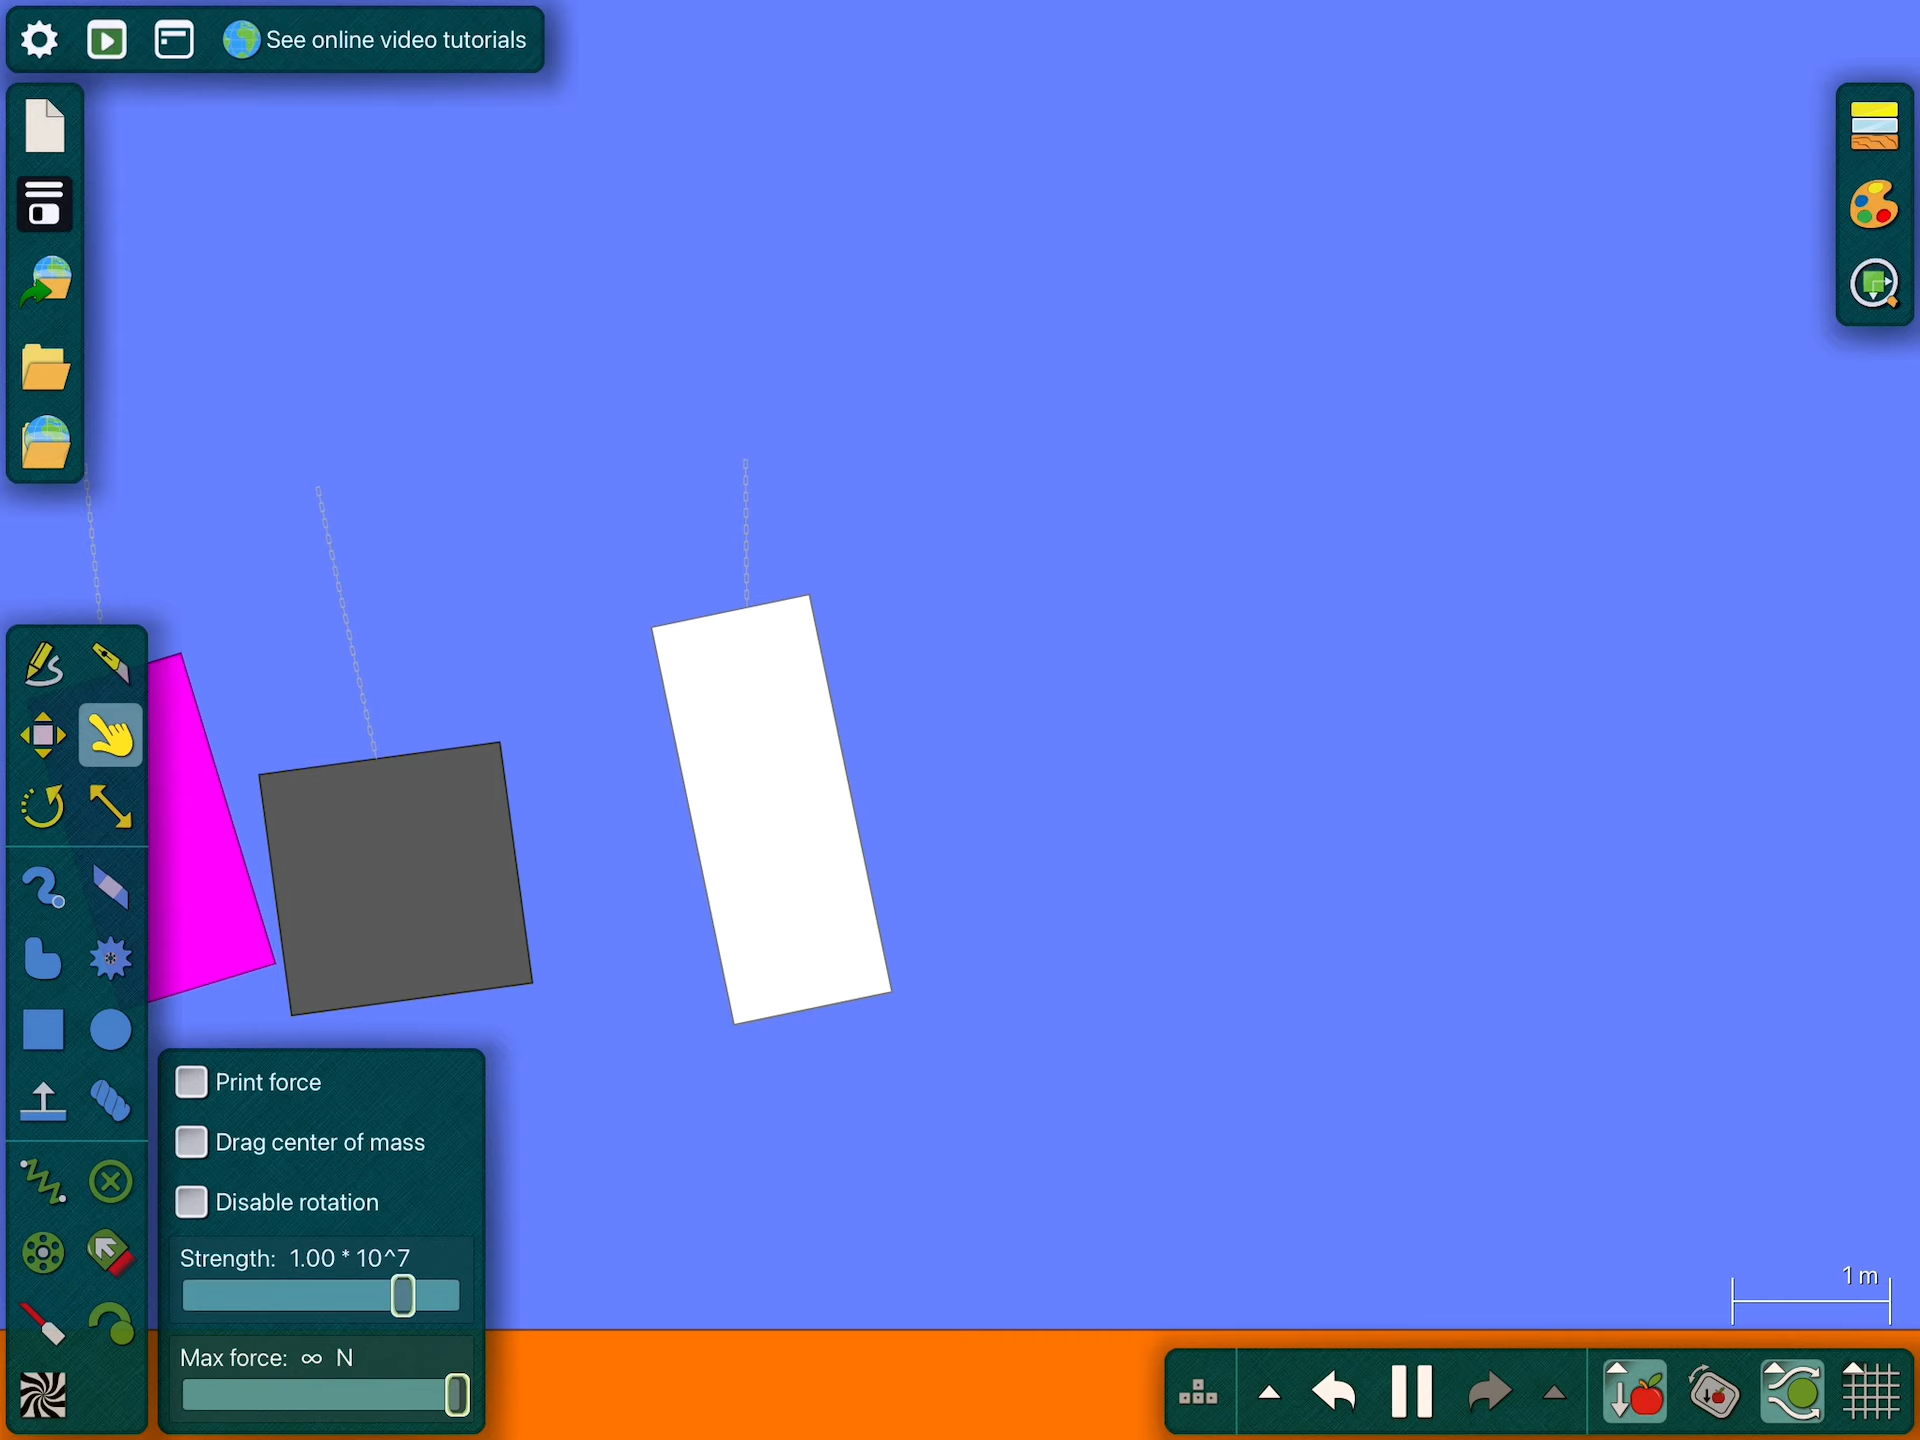 See online video tutorials
Print force
Drag center of mass
Disable rotation
Strength: 1.00 * 10^7
Max force: ∞ N
1 m